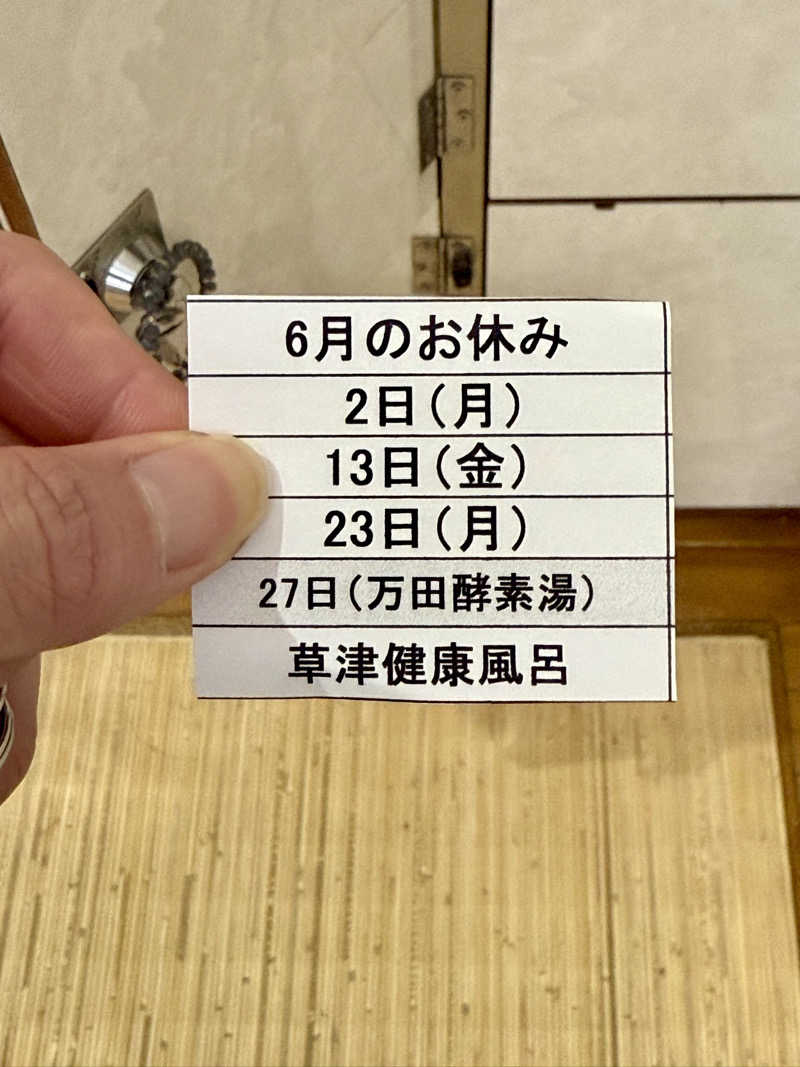 6月のお休み
2日(月)
13日(金)
23日(月)
27日(万田酵素湯)
草津健康風呂